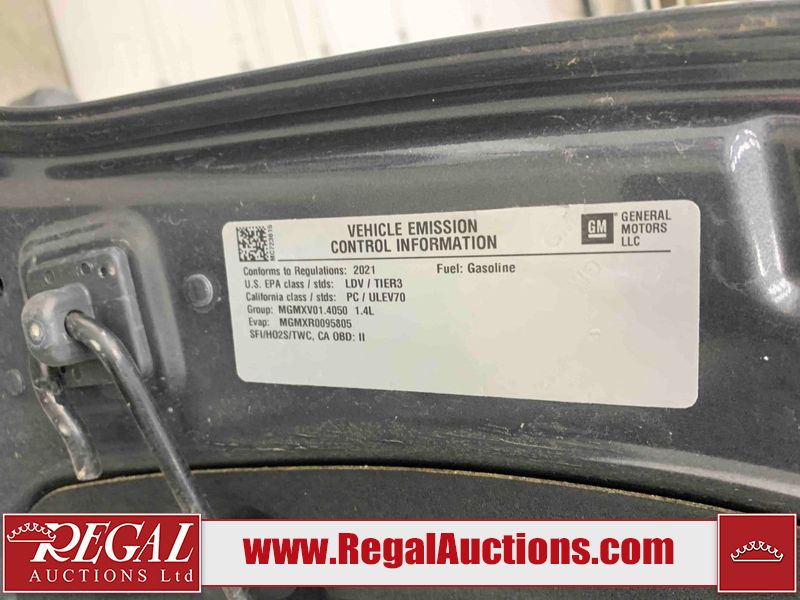 MC723615
VEHICLE EMISSION
CONTROL INFORMATION
GM
GENERAL
MOTORS
LLC
Conforms to Regulations: 2021 Fuel: Gasoline
U.S. EPA class / stds: LDV / TIER3
California class / stds: PC / ULEV70
Group: MGMXV01.4050 1.4L
Evap: MGMXR0095805
SFI/HO2S/TWC, CA OBD: II
REGAL
AUCTIONS Ltd
www.RegalAuctions.com